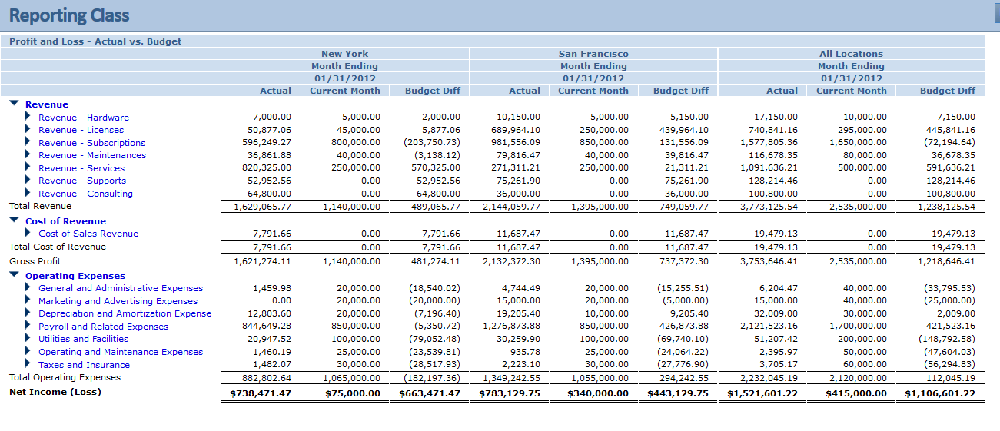 Reporting Class
Profit and Loss - Actual vs. Budget
New York San Francisco All Locations
Month Ending Month Ending Month Ending
01/31/2012 01/31/2012 01/31/2012
Actual Current Month Budget Diff Actual Current Month Budget Diff Actual Current Month Budget Diff
Revenue
Revenue - Hardware 7,000.00 5,000.00 2,000.00 10,150.00 5,000.00 5,150.00 17,150.00 10,000.00 7,150.00
Revenue - Licenses 50,877.06 45,000.00 5,877.06 689,964.10 250,000.00 439,964.10 740,841.16 295,000.00 445,841.16
Revenue - Subscriptions 596,249.27 800,000.00 (203,750.73) 981,556.09 850,000.00 131,556.09 1,577,805.36 1,650,000.00 (72,194.64)
Revenue - Maintenances 36,861.88 40,000.00 (3,138.12) 79,816.47 40,000.00 39,816.47 116,678.35 80,000.00 36,678.35
Revenue - Services 820,325.00 250,000.00 570,325.00 271,311.21 250,000.00 21,311.21 1,091,636.21 500,000.00 591,636.21
Revenue - Supports 52,952.56 0.00 52,952.56 75,261.90 0.00 75,261.90 128,214.46 0.00 128,214.46
Revenue - Consulting 64,800.00 0.00 64,800.00 36,000.00 0.00 36,000.00 100,800.00 0.00 100,800.00
Total Revenue 1,629,065.77 1,140,000.00 489,065.77 2,144,059.77 1,395,000.00 749,059.77 3,773,125.54 2,535,000.00 1,238,125.54
Cost of Revenue
Cost of Sales Revenue 7,791.66 0.00 7,791.66 11,687.47 0.00 11,687.47 19,479.13 0.00 19,479.13
Total Cost of Revenue 7,791.66 0.00 7,791.66 11,687.47 0.00 11,687.47 19,479.13 0.00 19,479.13
Gross Profit 1,621,274.11 1,140,000.00 481,274.11 2,132,372.30 1,395,000.00 737,372.30 3,753,646.41 2,535,000.00 1,218,646.41
Operating Expenses
General and Administrative Expenses 1,459.98 20,000.00 (18,540.02) 4,744.49 20,000.00 (15,255.51) 6,204.47 40,000.00 (33,795.53)
Marketing and Advertising Expenses 0.00 20,000.00 (20,000.00) 15,000.00 20,000.00 (5,000.00) 15,000.00 40,000.00 (25,000.00)
Depreciation and Amortization Expense 12,803.60 20,000.00 (7,196.40) 19,205.40 10,000.00 9,205.40 32,009.00 30,000.00 2,009.00
Payroll and Related Expenses 844,649.28 850,000.00 (5,350.72) 1,276,873.88 850,000.00 426,873.88 2,121,523.16 1,700,000.00 421,523.16
Utilities and Facilities 20,947.52 100,000.00 (79,052.48) 30,259.90 100,000.00 (69,740.10) 51,207.42 200,000.00 (148,792.58)
Operating and Maintenance Expenses 1,460.19 25,000.00 (23,539.81) 935.78 25,000.00 (24,064.22) 2,395.97 50,000.00 (47,604.03)
Taxes and Insurance 1,482.07 30,000.00 (28,517.93) 2,223.10 30,000.00 (27,776.90) 3,705.17 60,000.00 (56,294.83)
Total Operating Expenses 882,802.64 1,065,000.00 (182,197.36) 1,349,242.55 1,055,000.00 294,242.55 2,232,045.19 2,120,000.00 112,045.19
Net Income (Loss) $738,471.47 $75,000.00 $663,471.47 $783,129.75 $340,000.00 $443,129.75 $1,521,601.22 $415,000.00 $1,106,601.22